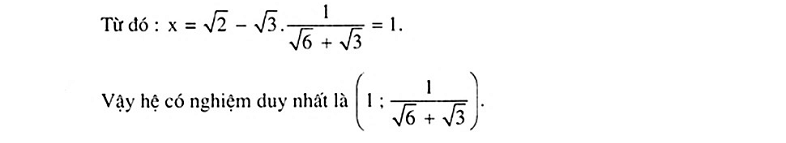 Từ đó : x = √2 − √3 . 1/(√6 + √3) = 1.
Vậy hệ có nghiệm duy nhất là (1 ; 1/(√6 + √3)).